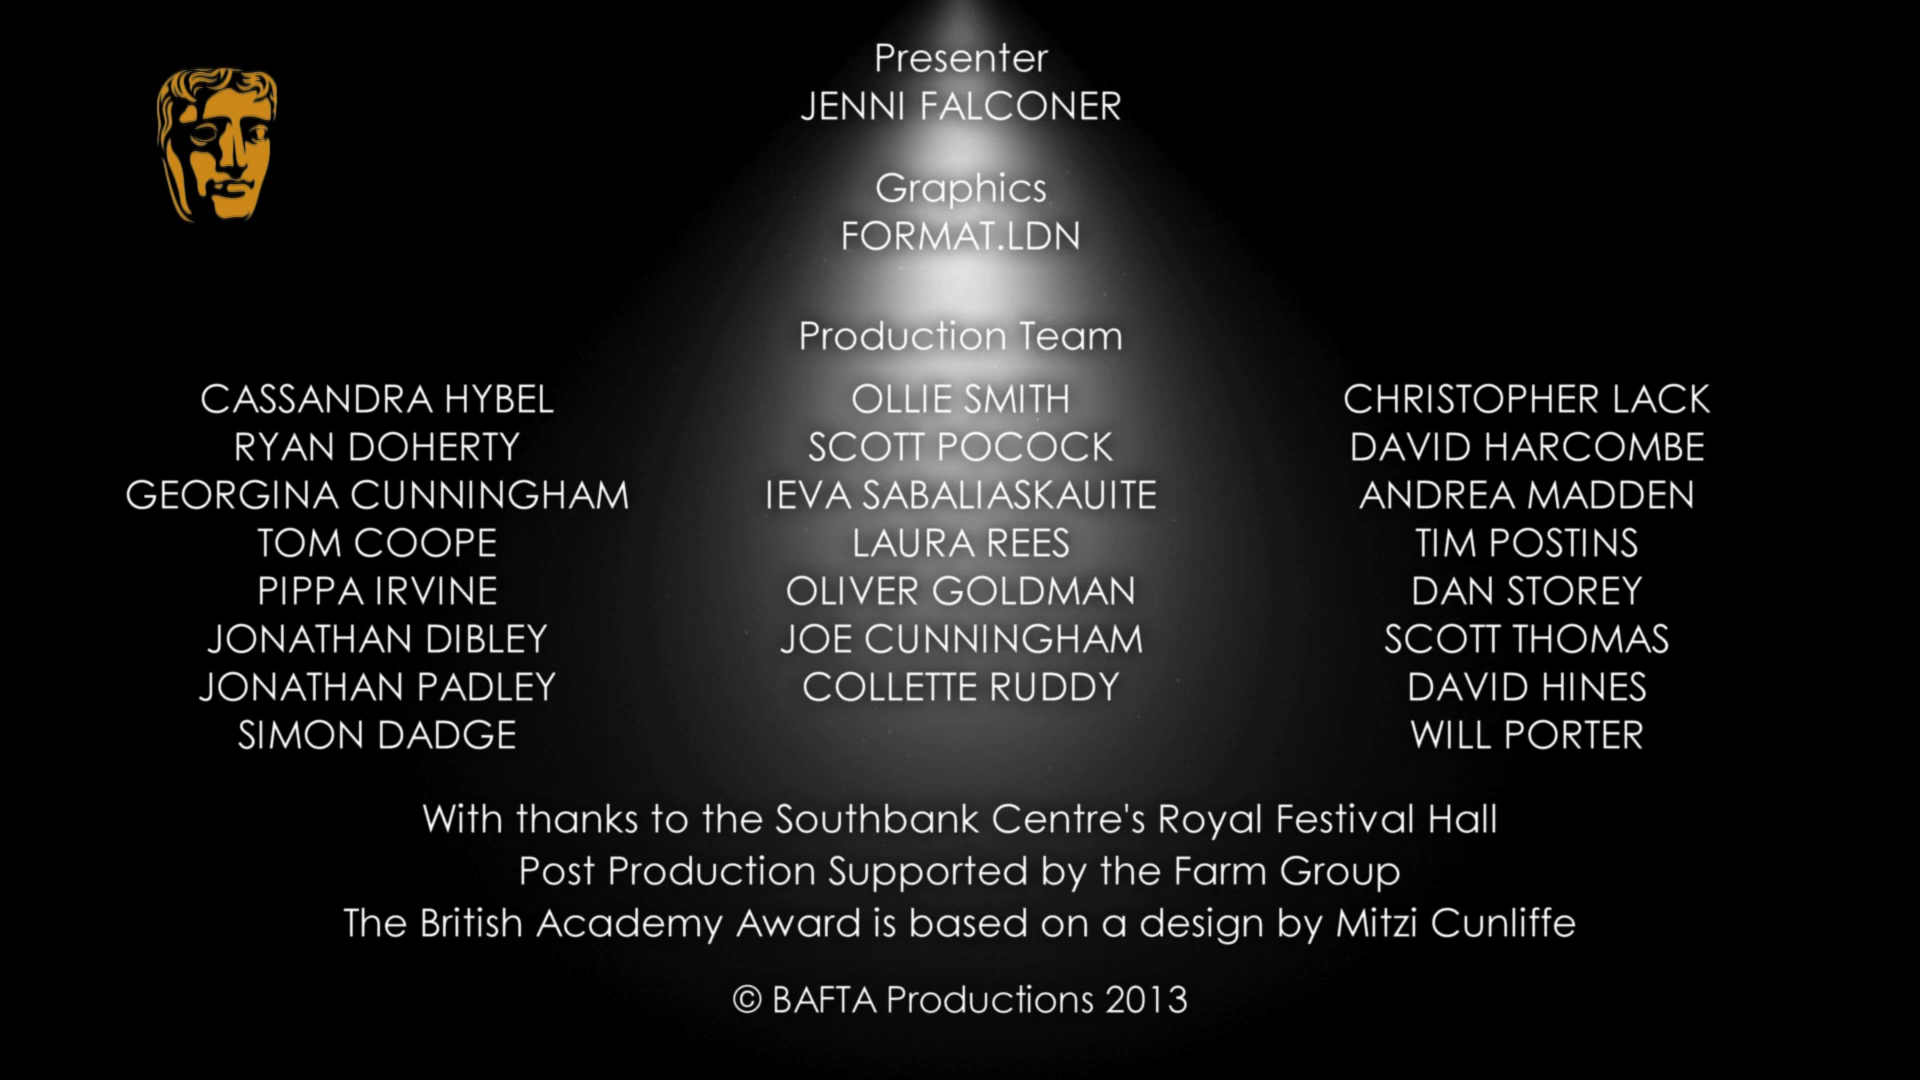 Presenter
JENNI FALCONER
Graphics
FORMAT.LDN
Production Team
CASSANDRA HYBEL
RYAN DOHERTY
GEORGINA CUNNINGHAM
TOM COOPE
PIPPA IRVINE
JONATHAN DIBLEY
JONATHAN PADLEY
SIMON DADGE
OLLIE SMITH
SCOTT POCOCK
IEVA SABALIASKAUITE
LAURA REES
OLIVER GOLDMAN
JOE CUNNINGHAM
COLLETTE RUDDY
CHRISTOPHER LACK
DAVID HARCOMBE
ANDREA MADDEN
TIM POSTINS
DAN STOREY
SCOTT THOMAS
DAVID HINES
WILL PORTER
With thanks to the Southbank Centre's Royal Festival Hall
Post Production Supported by the Farm Group
The British Academy Award is based on a design by Mitzi Cunliffe
© BAFTA Productions 2013